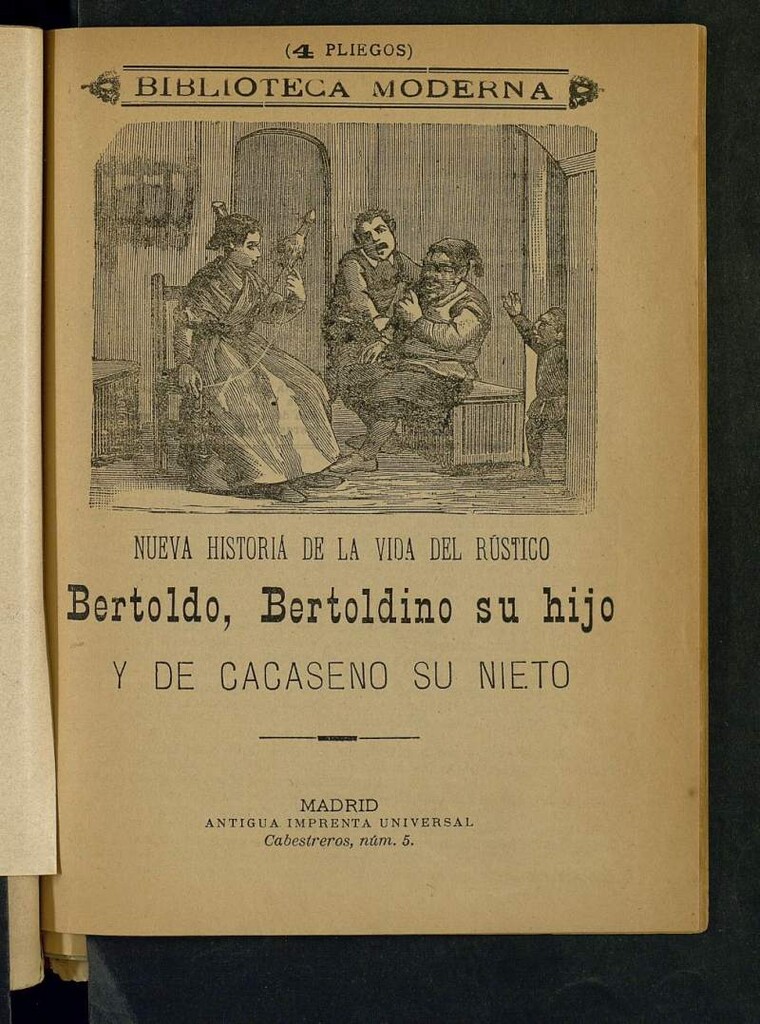 (4 PLIEGOS)
BIBLIOTECA MODERNA
NUEVA HISTORIÁ DE LA VIDA DEL RÚSTICO
Bertoldo, Bertoldino su hijo
Y DE CACASENO SU NIETO
MADRID
ANTIGUA IMPRENTA UNIVERSAL
Cabestreros, núm. 5.